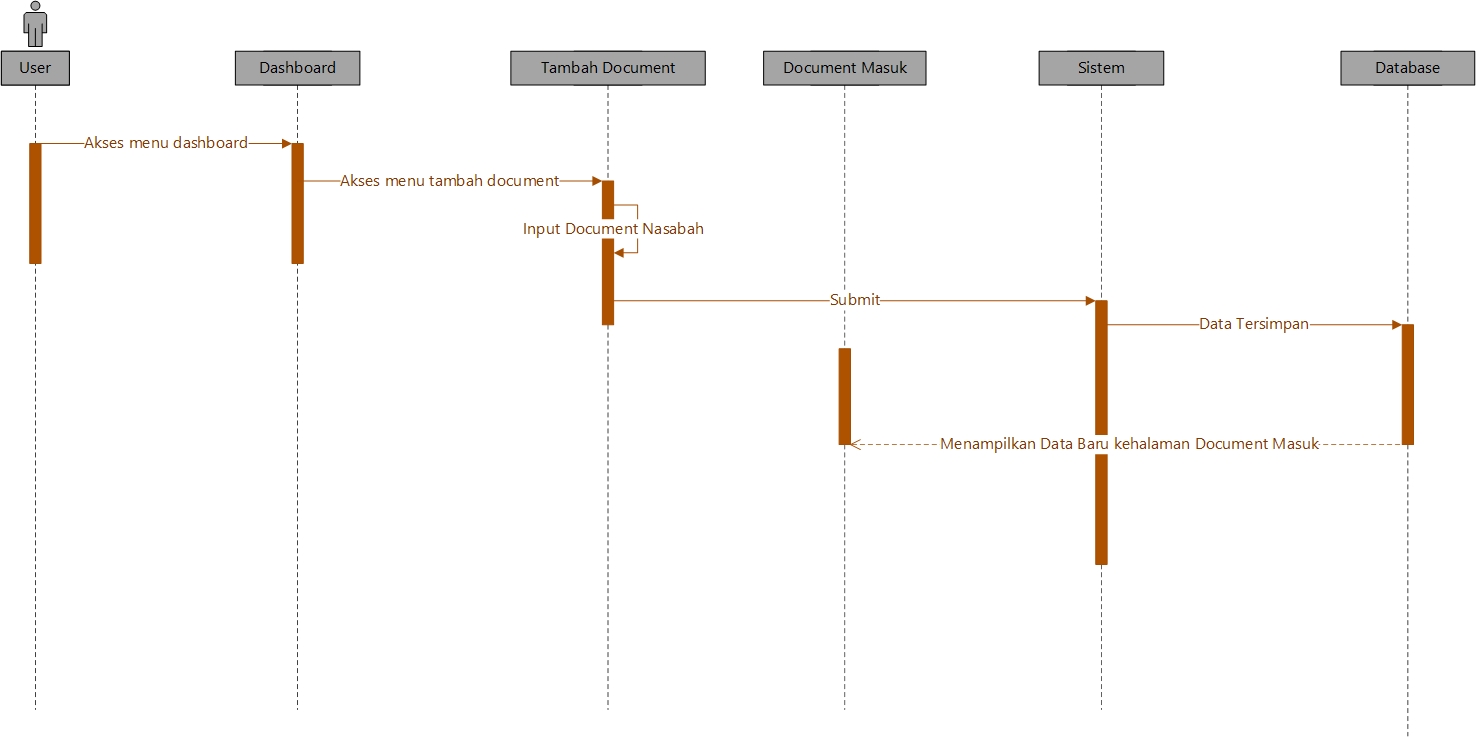 User
Dashboard
Tambah Document
Document Masuk
Sistem
Database
Akses menu dashboard
Akses menu tambah document
Input Document Nasabah
Submit
Data Tersimpan
Menampilkan Data Baru kehalaman Document Masuk